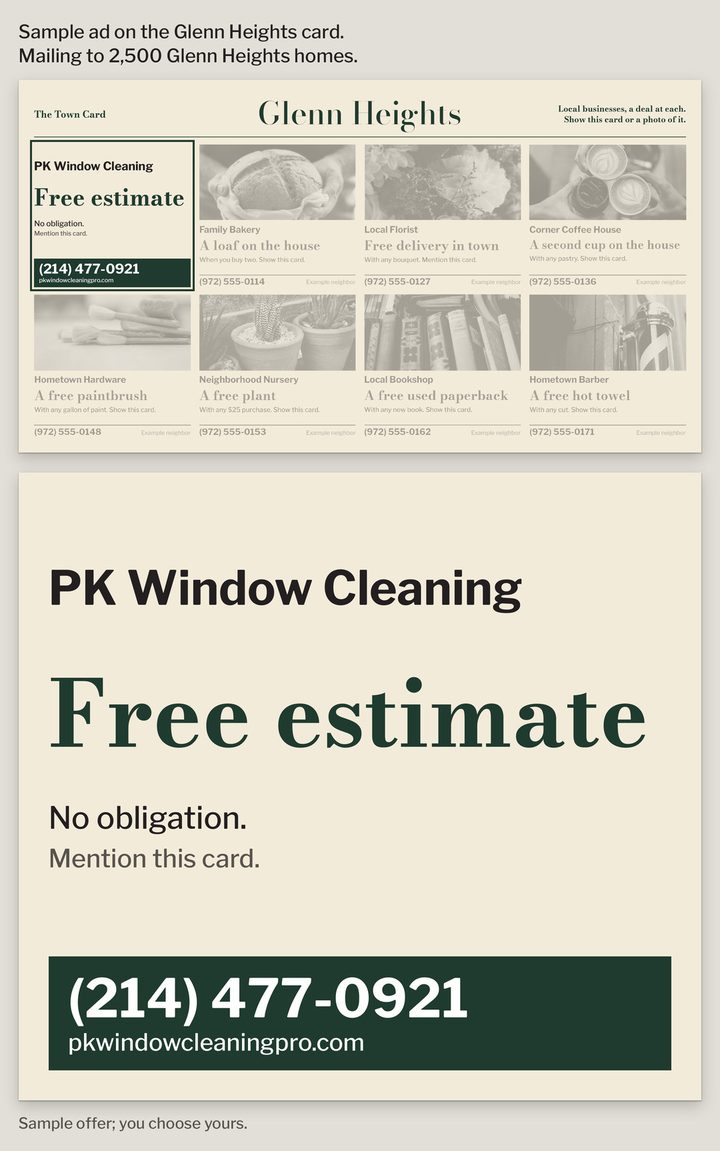 Sample ad on the Glenn Heights card.
Mailing to 2,500 Glenn Heights homes.
The Town Card
Glenn Heights
Local businesses, a deal at each.
Show this card or a photo of it.
PK Window Cleaning
Free estimate
No obligation.
Mention this card.
(214) 477-0921
pkwindowcleaningpro.com
Family Bakery
A loaf on the house
When you buy two. Show this card.
(972) 555-0114 Example neighbor
Local Florist
Free delivery in town
With any bouquet. Mention this card.
(972) 555-0127 Example neighbor
Corner Coffee House
A second cup on the house
With any pastry. Show this card.
(972) 555-0136 Example neighbor
Hometown Hardware
A free paintbrush
With any gallon of paint. Show this card.
(972) 555-0148 Example neighbor
Neighborhood Nursery
A free plant
With any $25 purchase. Show this card.
(972) 555-0153 Example neighbor
Local Bookshop
A free used paperback
With any new book. Show this card.
(972) 555-0162 Example neighbor
Hometown Barber
A free hot towel
With any cut. Show this card.
(972) 555-0171 Example neighbor
PK Window Cleaning
Free estimate
No obligation.
Mention this card.
(214) 477-0921
pkwindowcleaningpro.com
Sample offer; you choose yours.